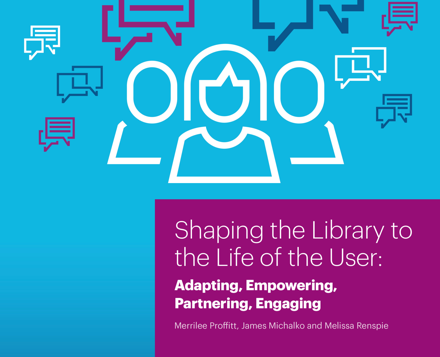 Shaping the Library to
the Life of the User:
Adapting, Empowering,
Partnering, Engaging
Merrilee Proffitt, James Michalko and Melissa Renspie